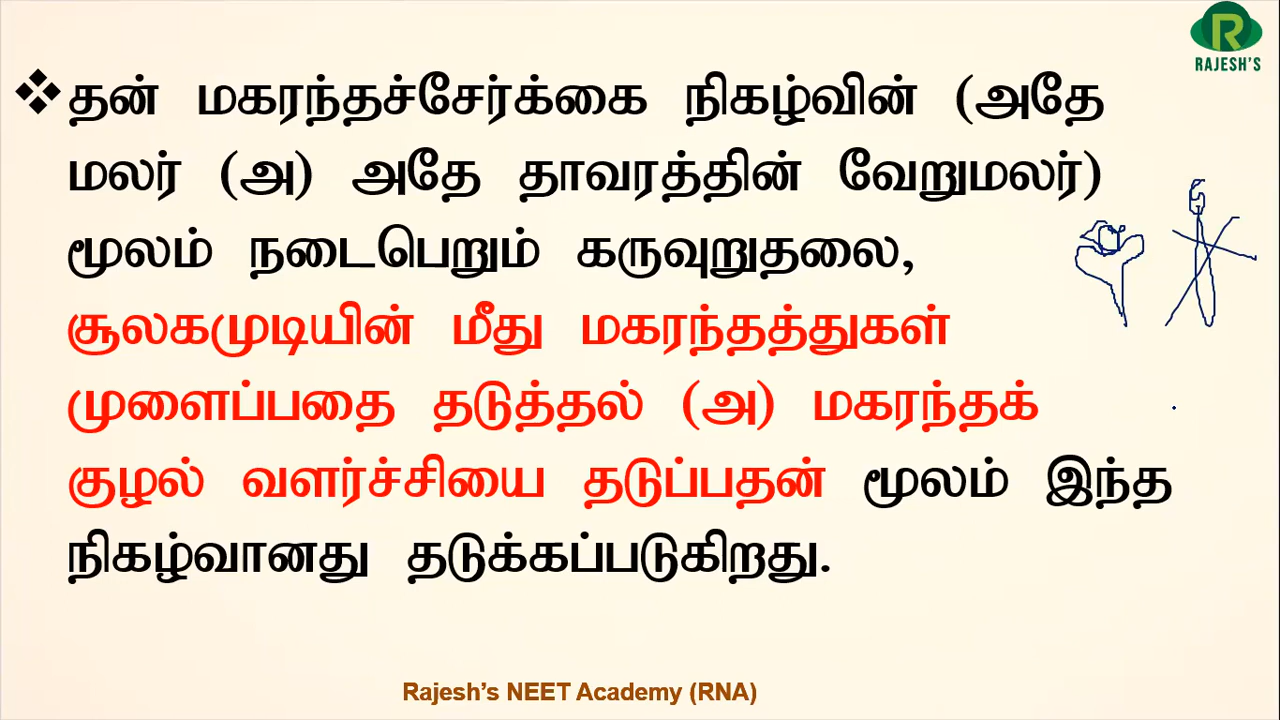 R
RAJESH'S
❖தன் மகரந்தச்சேர்க்கை நிகழ்வின் (அதே
மலர் (அ) அதே தாவரத்தின் வேறுமலர்)
மூலம் நடைபெறும் கருவுறுதலை,
சூலகமுடியின் மீது மகரந்தத்துகள்
முளைப்பதை தடுத்தல் (அ) மகரந்தக்
குழல் வளர்ச்சியை தடுப்பதன் மூலம் இந்த
நிகழ்வானது தடுக்கப்படுகிறது.
Rajesh's NEET Academy (RNA)